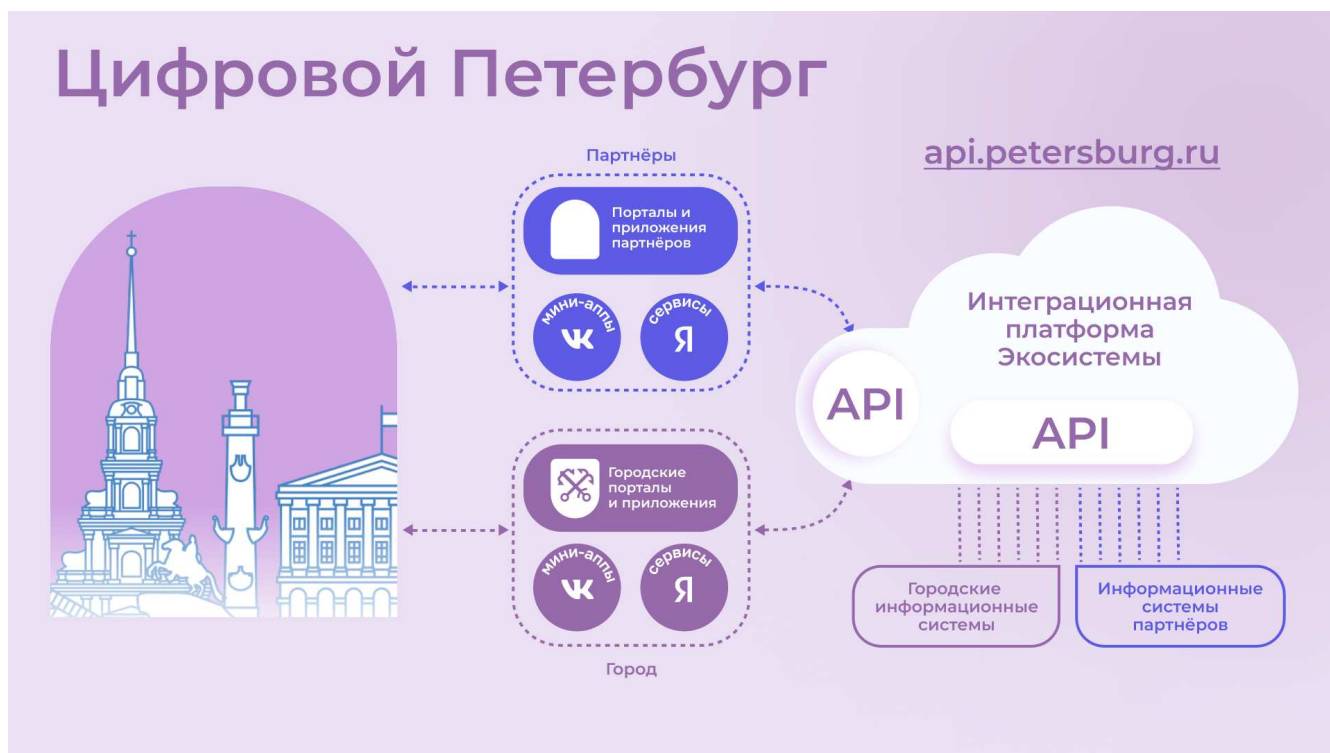 Цифровой Петербург
Партнёры
api.petersburg.ru
Порталы и
приложения
партнёров
мини-аппы
сервисы
Я
Интеграционная
платформа
Экосистемы
API
API
Городские
порталы
и приложения
мини-аппы
сервисы
Я
Город
Городские
информационные
системы
Информационные
системы
партнёров